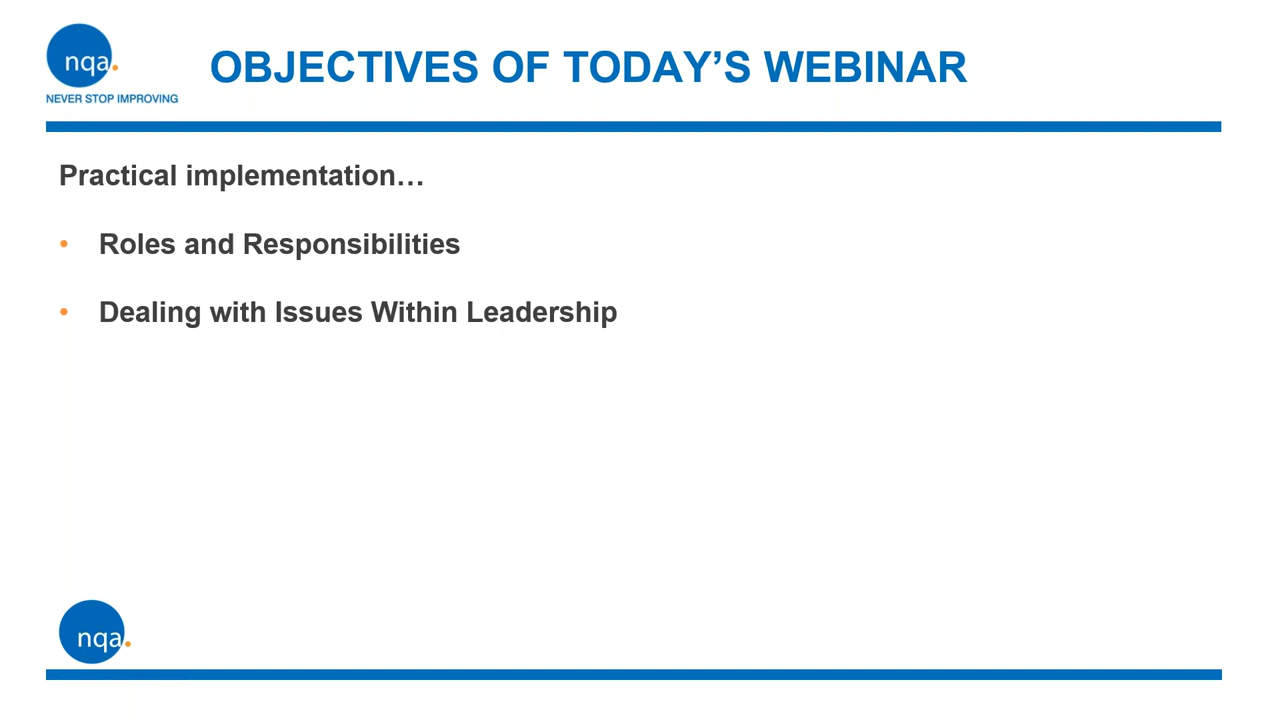 nqa.
NEVER STOP IMPROVING
OBJECTIVES OF TODAY’S WEBINAR
Practical implementation…
• Roles and Responsibilities
• Dealing with Issues Within Leadership
nqa.